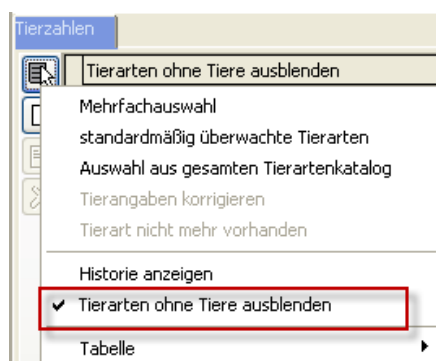 Tierzahlen
Tierarten ohne Tiere ausblenden
Mehrfachauswahl
standardmäßig überwachte Tierarten
Auswahl aus gesamten Tierartenkatalog
Tierangaben korrigieren
Tierart nicht mehr vorhanden
Historie anzeigen
Tierarten ohne Tiere ausblenden
Tabelle